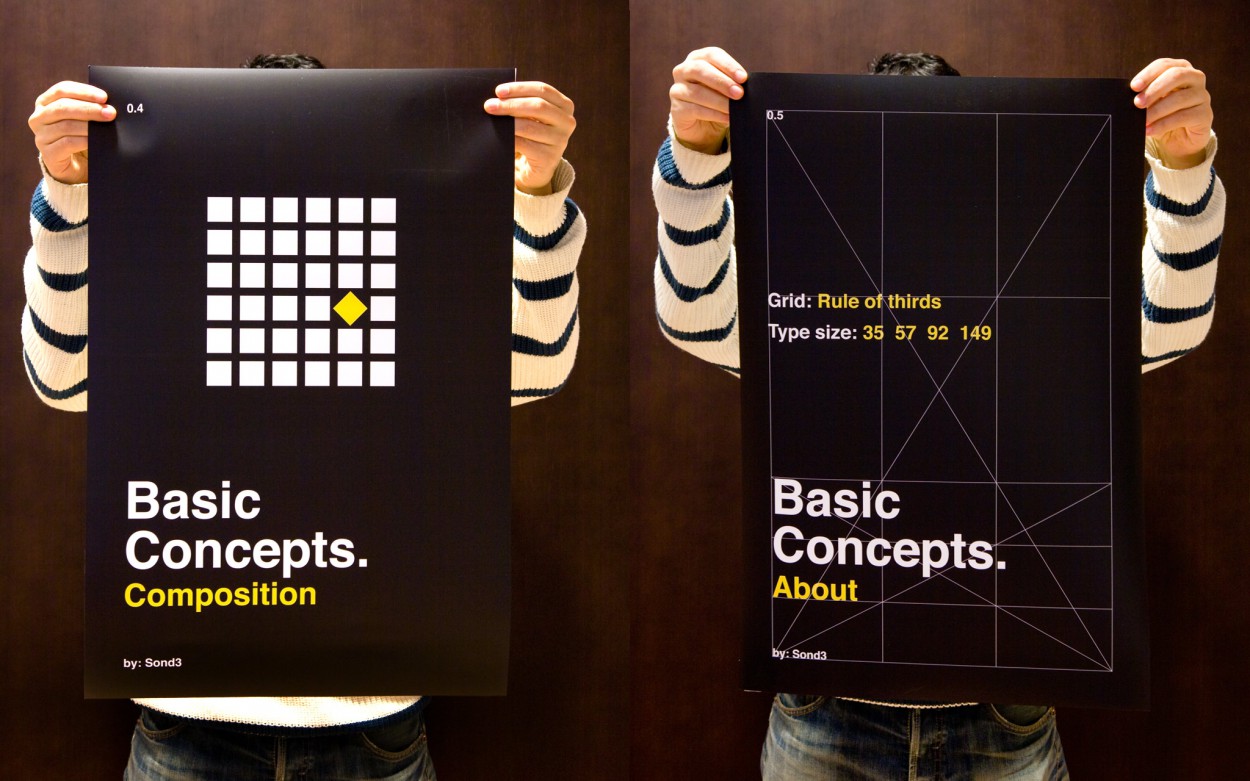 0.4
Basic
Concepts.
Composition
by: Sond3
0.5
Grid: Rule of thirds
Type size: 35 57 92 149
Basic
Concepts.
About
by: Sond3